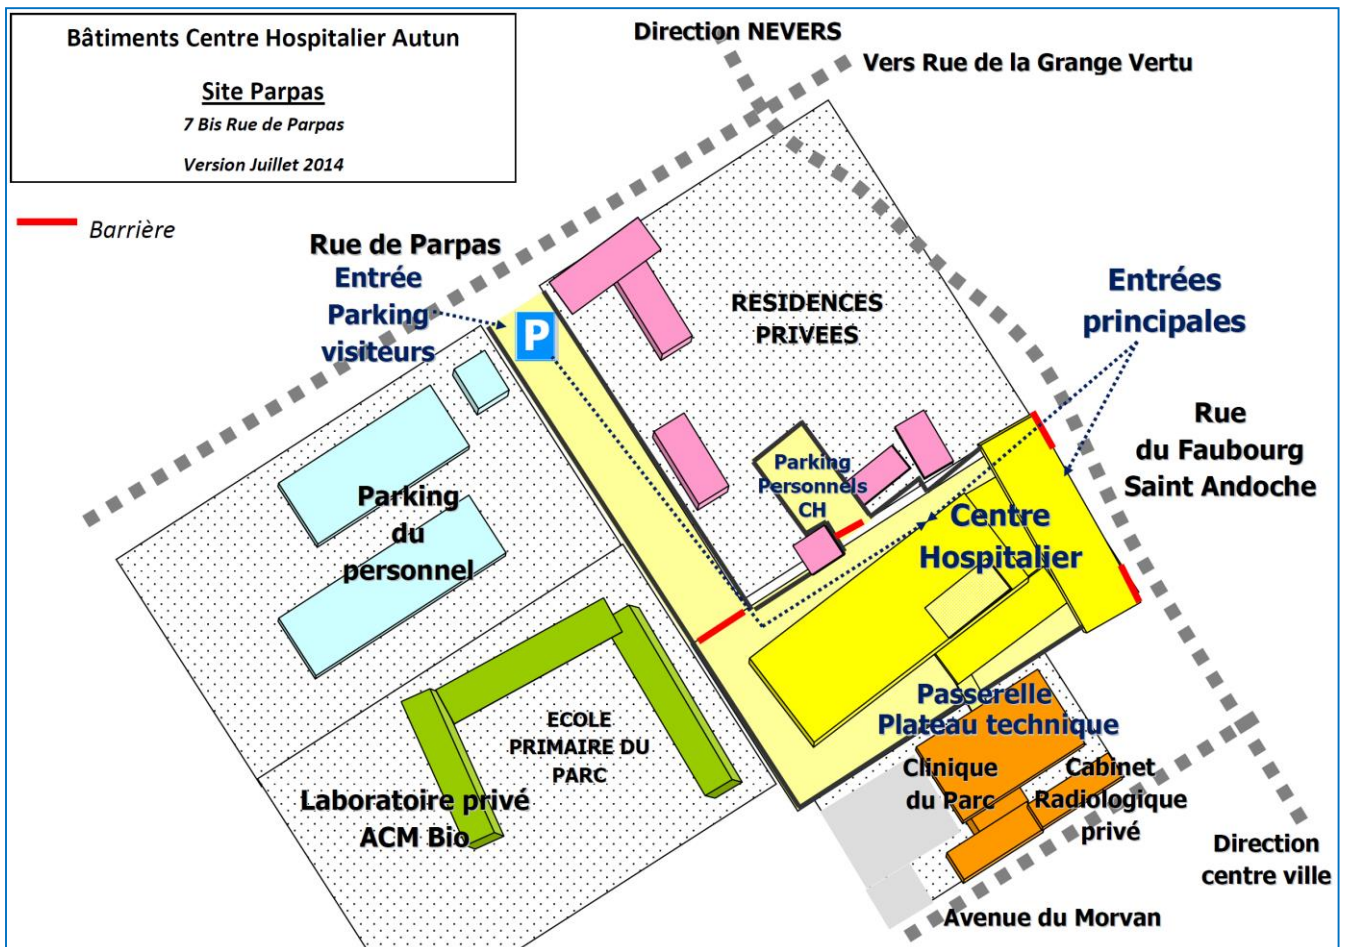 Bâtiments Centre Hospitalier Autun
Site Parpas
7 Bis Rue de Parpas
Version Juillet 2014
Barrière
Direction NEVERS
Vers Rue de la Grange Vertu
Rue de Parpas
Entrée
Parking
visiteurs
P
RESIDENCES
PRIVEES
Entrées
principales
Rue
du Faubourg
Saint Andoche
Parking
Personnels
CH
Parking
du
personnel
Centre
Hospitalier
ECOLE
PRIMAIRE DU
PARC
Laboratoire privé
ACM Bio
Passerelle
Plateau technique
Clinique
du Parc
Cabinet
Radiologique
privé
Direction
centre ville
Avenue du Morvan